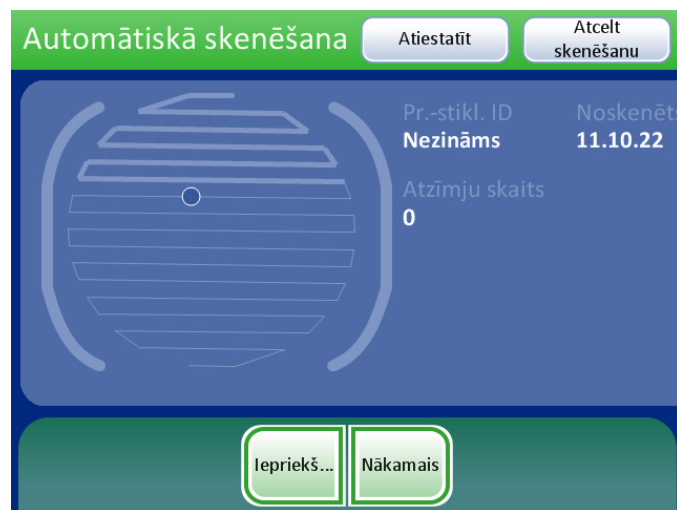 Automātiskā skenēšana
Atiestatīt
Atcelt
skenēšanu
Pr.-stikl. ID
Noskenēts
Nezināms
11.10.22
Atzīmju skaits
0
Iepriekš...
Nākamais